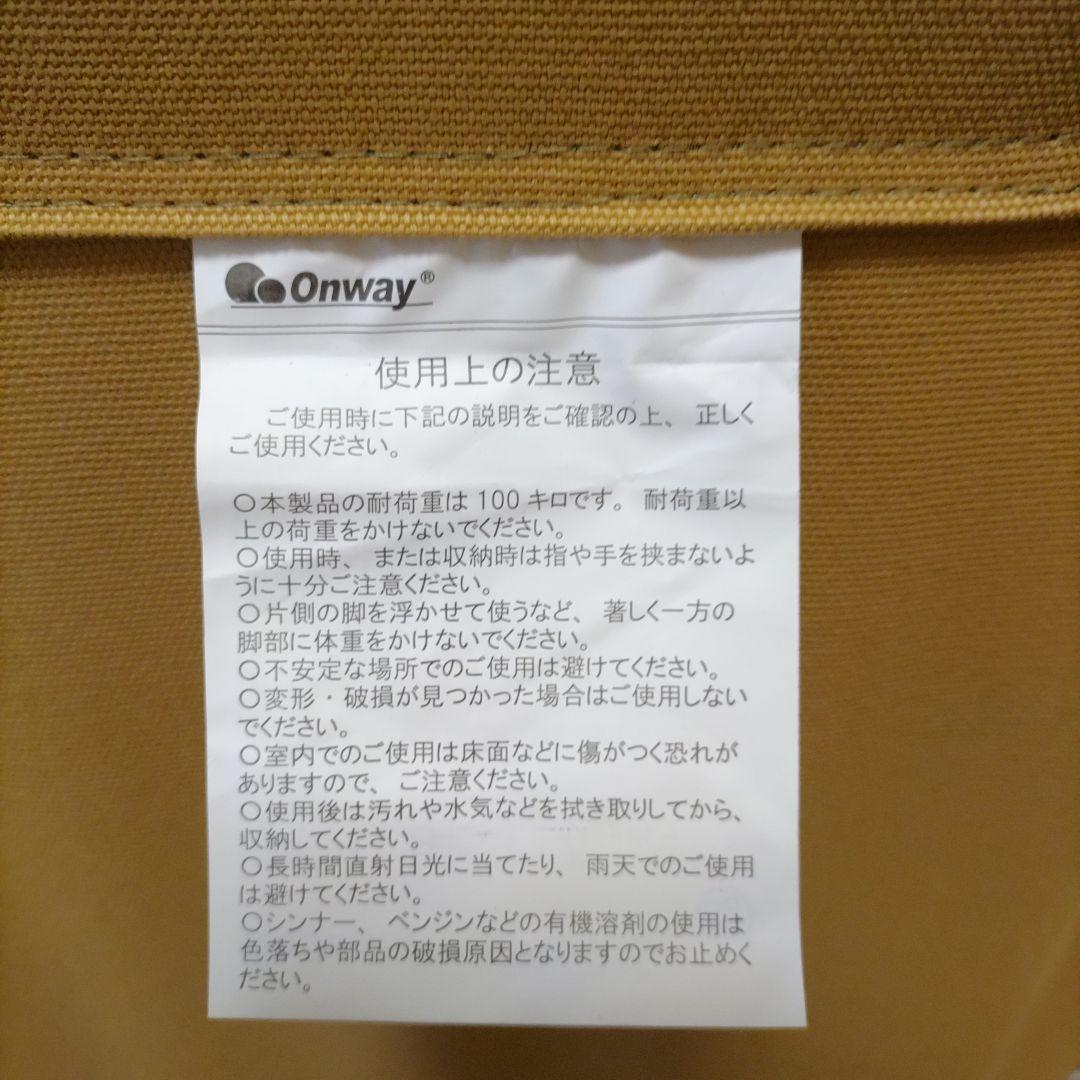 Onway®
使用上の注意
ご使用時に下記の説明をご確認の上、正しく
ご使用ください。
○本製品の耐荷重は100キロです。耐荷重以
上の荷重をかけないでください。
○使用時、または収納時は指や手を挟まないよ
うに十分ご注意ください。
○片側の脚を浮かせて使うなど、著しく一方の
脚部に体重をかけないでください。
○不安定な場所でのご使用は避けてください。
○変形・破損が見つかった場合はご使用しない
でください。
○室内でのご使用は床面などに傷がつく恐れが
ありますので、ご注意ください。
○使用後は汚れや水気などを拭き取りしてから、
収納してください。
○長時間直射日光に当てたり、雨天でのご使用
は避けてください。
○シンナー、ベンジンなどの有機溶剤の使用は
色落ちや部品の破損原因となりますのでお止めく
ださい。